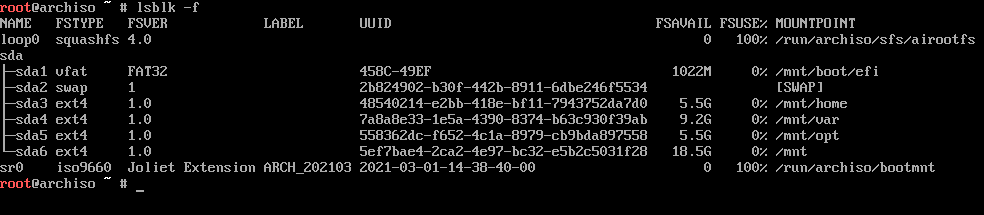 root@archiso ~ # lsblk -f
NAME   FSTYPE   FSVER            LABEL       UUID                                 FSAVAIL FSUSE% MOUNTPOINT
loop0  squashfs 4.0                                                                     0   100% /run/archiso/sfs/airootfs
sda
├─sda1 vfat     FAT32                        458C-49EF                              1022M     0% /mnt/boot/efi
├─sda2 swap     1                            2b824902-b30f-442b-8911-6dbe246f5534                [SWAP]
├─sda3 ext4     1.0                          48540214-e2bb-418e-bf11-7943752da7d0    5.5G     0% /mnt/home
├─sda4 ext4     1.0                          7a8a8e33-1e5a-4390-8374-b63c930f39ab    9.2G     0% /mnt/var
├─sda5 ext4     1.0                          558362dc-f652-4c1a-8979-cb9bda897558    5.5G     0% /mnt/opt
└─sda6 ext4     1.0                          5ef7bae4-2ca2-4e97-bc32-e5b2c5031f28   18.5G     0% /mnt
sr0    iso9660  Joliet Extension ARCH_202103 2021-03-01-14-38-40-00                     0   100% /run/archiso/bootmnt
root@archiso ~ # _